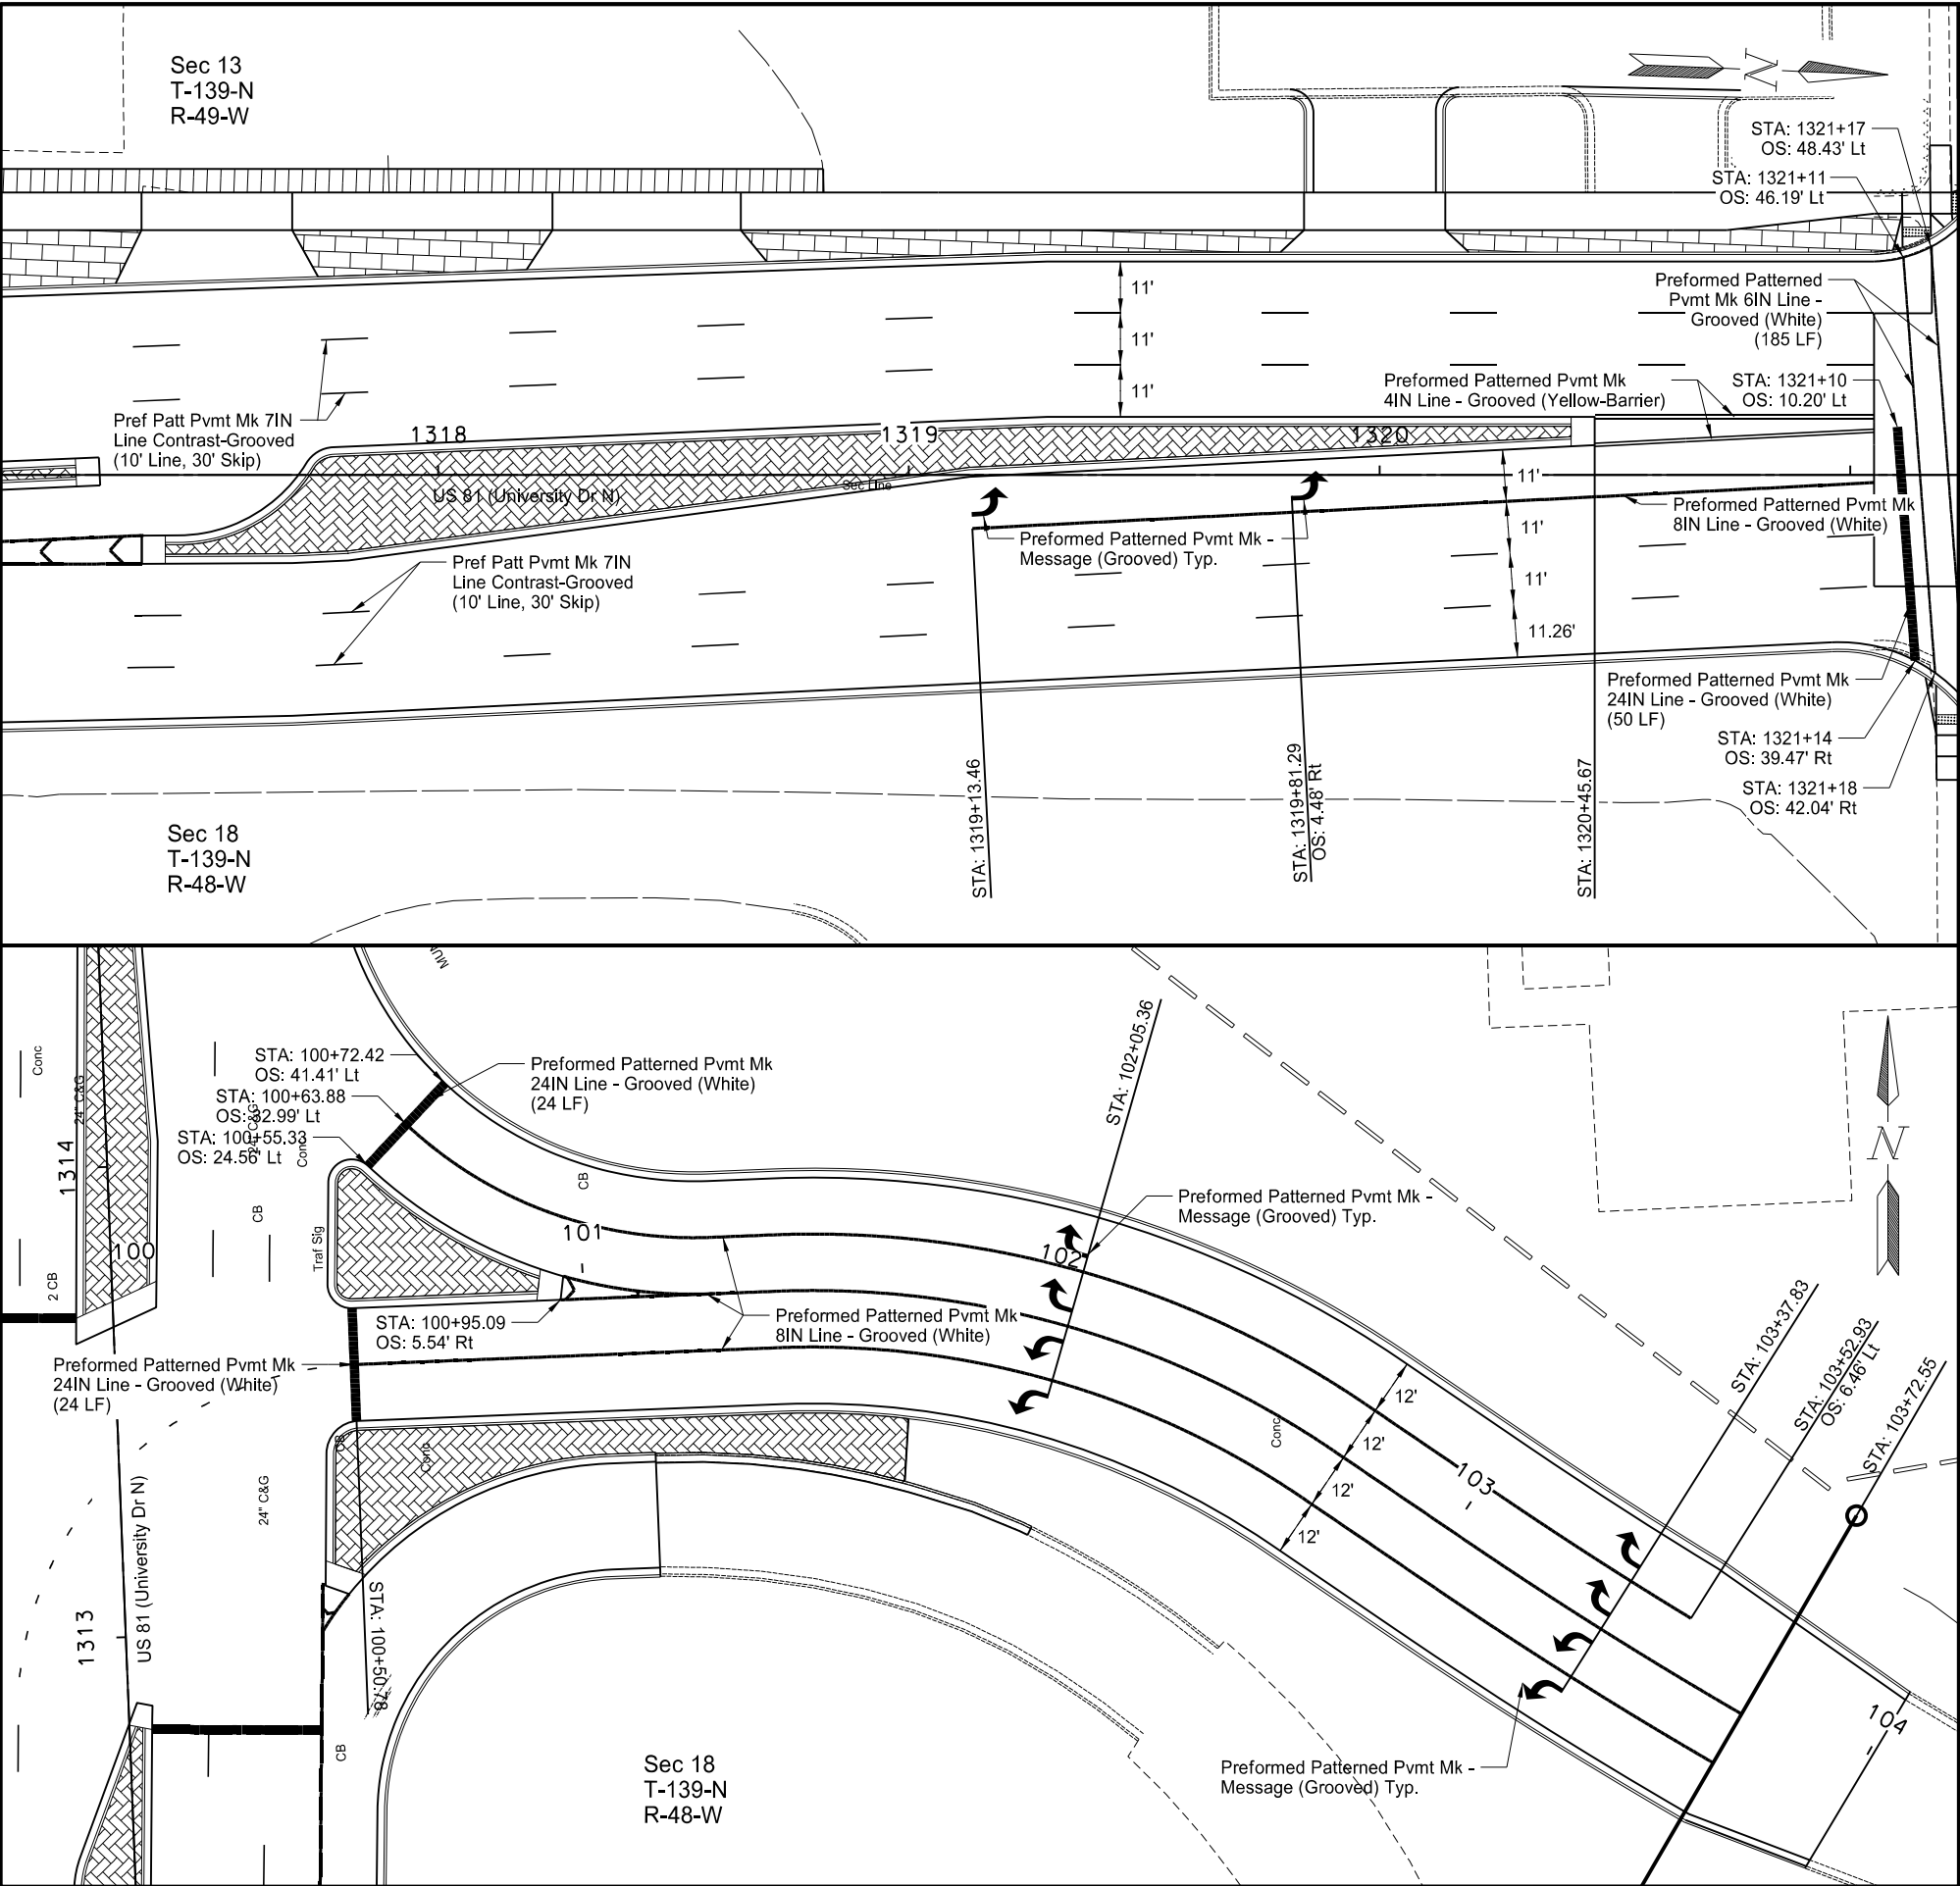 Sec 13
T-139-N
R-49-W
N
STA: 1321+17
OS: 48.43' Lt
STA: 1321+11
OS: 46.19' Lt
Preformed Patterned
Pvmt Mk 6IN Line -
Grooved (White)
(185 LF)
11'
11'
11'
Preformed Patterned Pvmt Mk
4IN Line - Grooved (Yellow-Barrier)
STA: 1321+10
OS: 10.20' Lt
Pref Patt Pvmt Mk 7IN
Line Contrast-Grooved
(10' Line, 30' Skip)
1318
1319
1320
US 81 (University Dr N)
Sec Line
11'
11'
11'
11.26'
Preformed Patterned Pvmt Mk
8IN Line - Grooved (White)
Preformed Patterned Pvmt Mk -
Message (Grooved) Typ.
Pref Patt Pvmt Mk 7IN
Line Contrast-Grooved
(10' Line, 30' Skip)
Preformed Patterned Pvmt Mk
24IN Line - Grooved (White)
(50 LF)
STA: 1321+14
OS: 39.47' Rt
STA: 1321+18
OS: 42.04' Rt
STA: 1319+13.46
STA: 1319+81.29
OS: 4.48' Rt
STA: 1320+45.67
Sec 18
T-139-N
R-48-W
Conc
24" C&G
1314
100
2 CB
STA: 100+72.42
OS: 41.41' Lt
STA: 100+63.88
OS: 32.99' Lt
STA: 100+55.33
OS: 24.56' Lt
24" C&G
Conc
CB
Traf Sig
Preformed Patterned Pvmt Mk
24IN Line - Grooved (White)
(24 LF)
CB
101
102
STA: 102+05.36
Preformed Patterned Pvmt Mk -
Message (Grooved) Typ.
N
STA: 100+95.09
OS: 5.54' Rt
Preformed Patterned Pvmt Mk
8IN Line - Grooved (White)
Preformed Patterned Pvmt Mk
24IN Line - Grooved (White)
(24 LF)
STA: 103+37.83
STA: 103+52.93
OS: 6.46' Lt
STA: 103+72.55
12'
12'
12'
12'
Conc
103
CB
Conc
24" C&G
US 81 (University Dr N)
1313
STA: 100+50.78
CB
Sec 18
T-139-N
R-48-W
Preformed Patterned Pvmt Mk -
Message (Grooved) Typ.
104